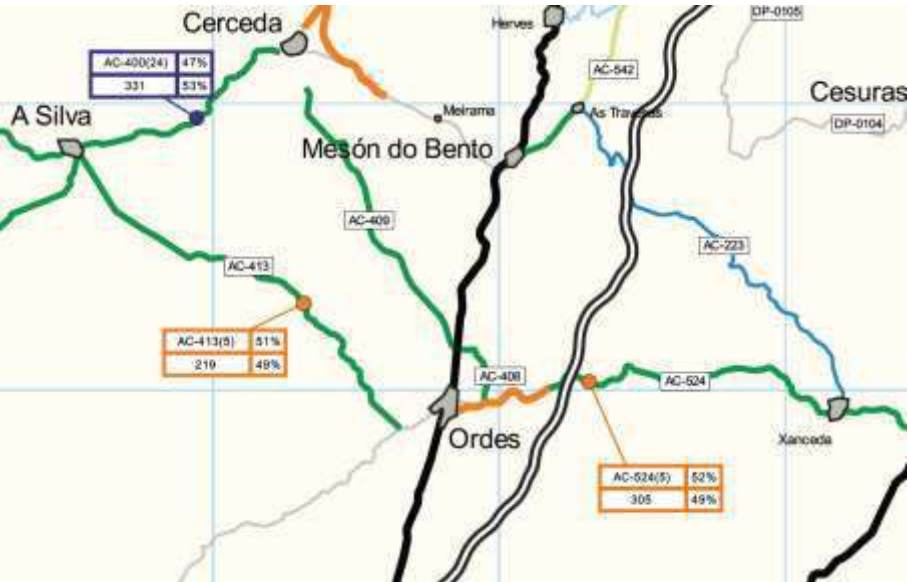 DP-0105
Cerceda
Herves
AC-400(24) 47%
331 53%
AC-542
Cesuras
A Silva
Meirama
As Travesas
DP-0104
Mesón do Bento
AC-409
AC-223
AC-413
AC-413(5) 51%
219 49%
AC-408
AC-524
Ordes
Xanceda
AC-524(5) 52%
305 49%